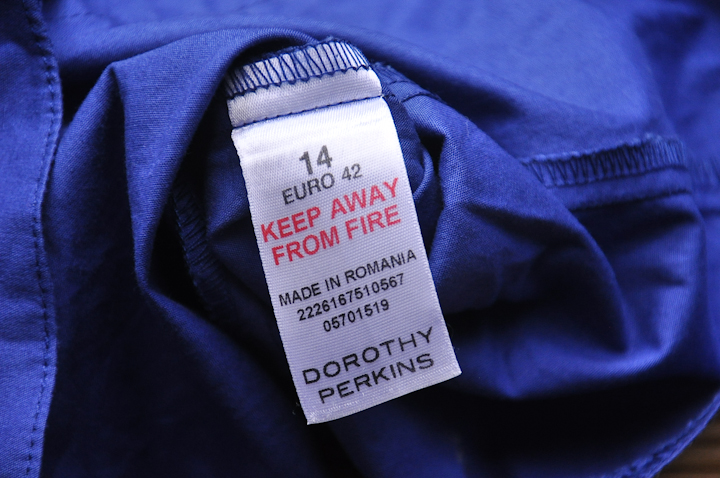 14
EURO 42
KEEP AWAY
FROM FIRE
MADE IN ROMANIA
2226167510567
05701519
DOROTHY
PERKINS